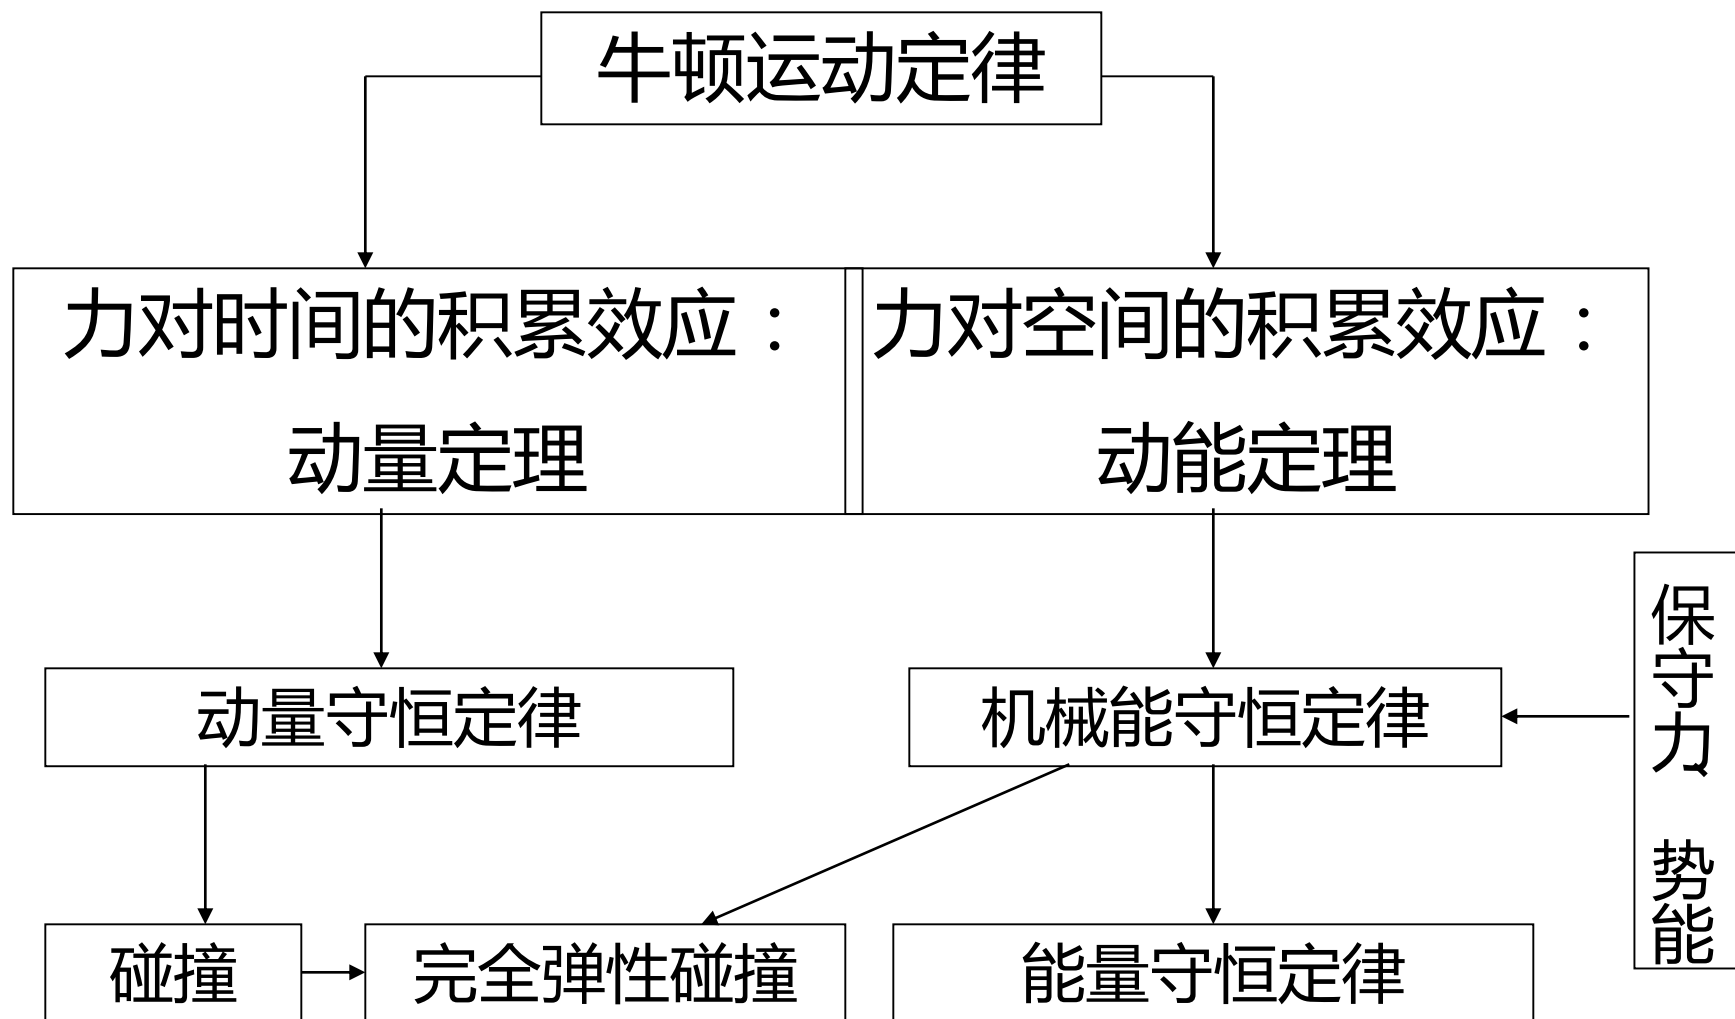 牛顿运动定律
力对时间的积累效应：
动量定理
力对空间的积累效应：
动能定理
动量守恒定律
机械能守恒定律
保守力、势能
碰撞
完全弹性碰撞
能量守恒定律